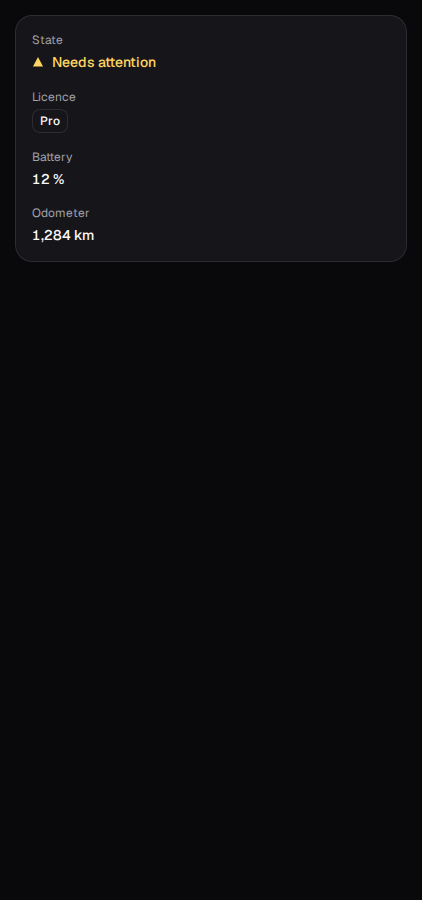 State
Needs attention
Licence
Pro
Battery
12 %
Odometer
1,284 km